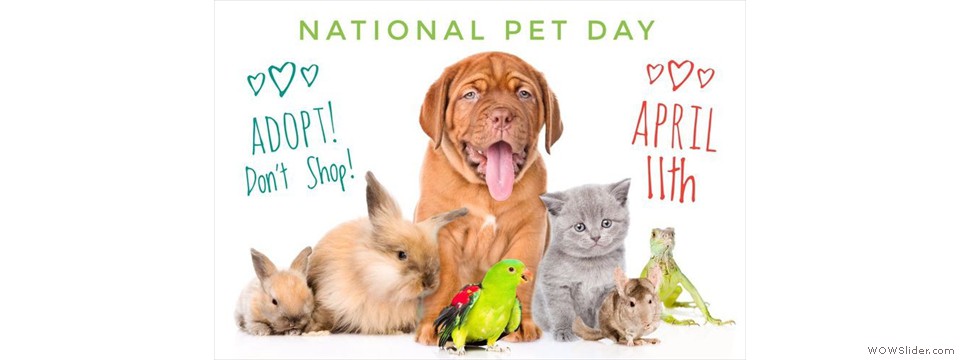 NATIONAL PET DAY
ADOPT!
Don't Shop!
APRIL
11th
WOWSlider.com